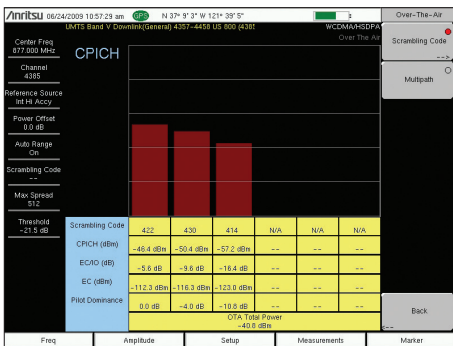 Anritsu 06/24/2009 10:57:29 am GPS N 37° 9' 3" W 121° 39' 5"
Over-The-Air
UMTS Band V Downlink(General) 4357-4458 US 800 (4381
WCDMA/HSDPA
Over The Air
Center Freq
877.000 MHz
Channel
4385
Reference Source
Int Hi Accy
Power Offset
0.0 dB
Auto Range
On
Scrambling Code
--
Max Spread
512
Threshold
-21.5 dB
CPICH
Scrambling Code 422 430 414 N/A N/A N/A
CPICH (dBm) -46.4 dBm -50.4 dBm -57.2 dBm -- -- --
EC/IO (dB) -5.6 dB -9.6 dB -16.4 dB -- -- --
EC (dBm) -112.3 dBm -116.3 dBm -123.0 dBm -- -- --
Pilot Dominance 0.0 dB -4.0 dB -10.8 dB -- -- --
OTA Total Power
-40.8 dBm
Scrambling Code
-->
Multipath
Back
<--
Freq Amplitude Setup Measurements Marker